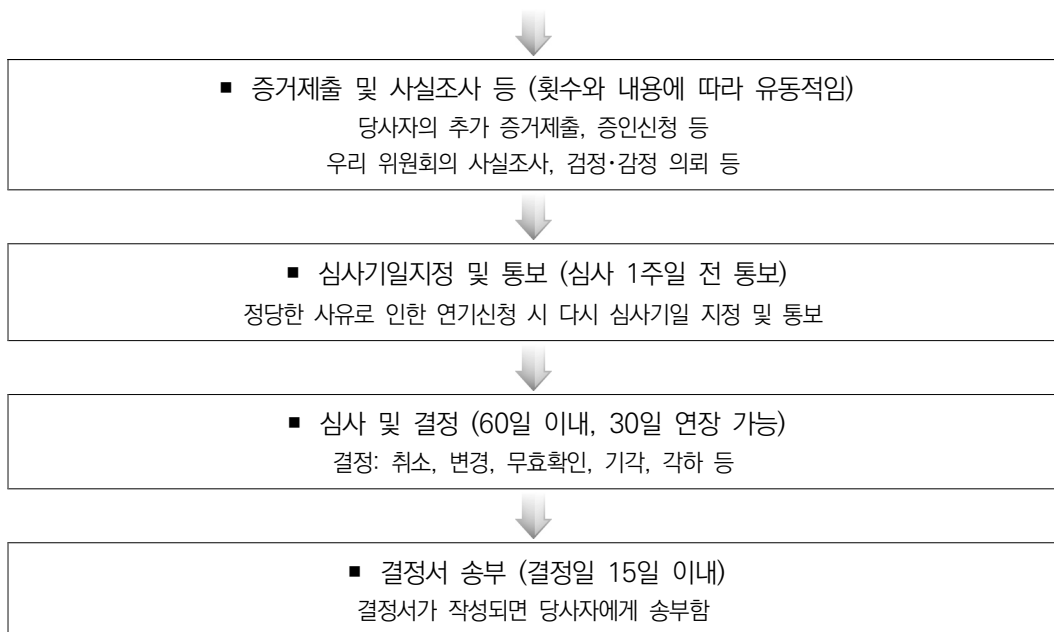 ■ 증거제출 및 사실조사 등 (횟수와 내용에 따라 유동적임)
당사자의 추가 증거제출, 증인신청 등
우리 위원회의 사실조사, 검정·감정 의뢰 등
■ 심사기일지정 및 통보 (심사 1주일 전 통보)
정당한 사유로 인한 연기신청 시 다시 심사기일 지정 및 통보
■ 심사 및 결정 (60일 이내, 30일 연장 가능)
결정: 취소, 변경, 무효확인, 기각, 각하 등
■ 결정서 송부 (결정일 15일 이내)
결정서가 작성되면 당사자에게 송부함